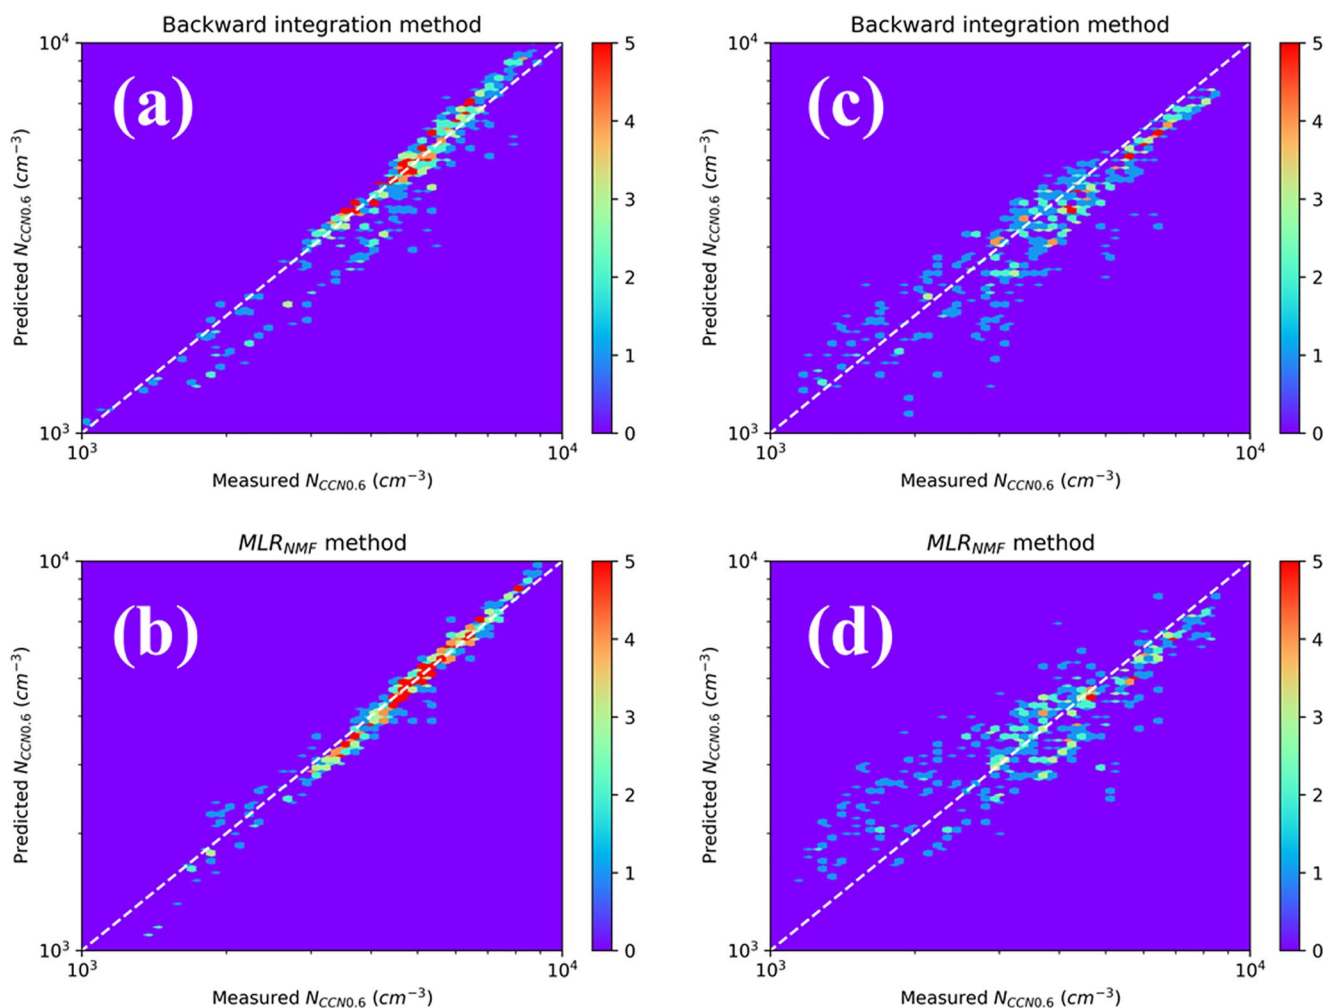 Backward integration method
(a)
Predicted N_CCN0.6 (cm⁻³)
10⁴
10³
10³ 10⁴
Measured N_CCN0.6 (cm⁻³)
5
4
3
2
1
0
Backward integration method
(c)
Predicted N_CCN0.6 (cm⁻³)
10⁴
10³
10³ 10⁴
Measured N_CCN0.6 (cm⁻³)
5
4
3
2
1
0
MLR_NMF method
(b)
Predicted N_CCN0.6 (cm⁻³)
10⁴
10³
10³ 10⁴
Measured N_CCN0.6 (cm⁻³)
5
4
3
2
1
0
MLR_NMF method
(d)
Predicted N_CCN0.6 (cm⁻³)
10⁴
10³
10³ 10⁴
Measured N_CCN0.6 (cm⁻³)
5
4
3
2
1
0